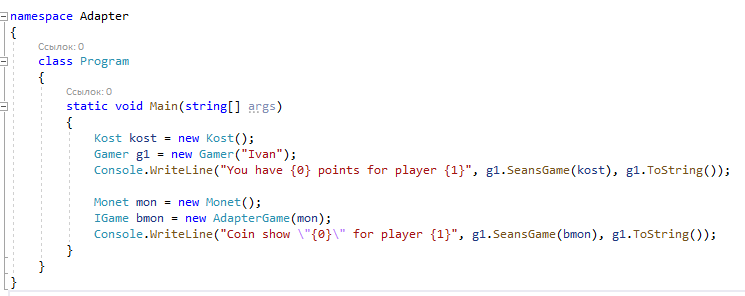 namespace Adapter
{
Ссылок: 0
class Program
{
Ссылок: 0
static void Main(string[] args)
{
Kost kost = new Kost();
Gamer g1 = new Gamer("Ivan");
Console.WriteLine("You have {0} points for player {1}", g1.SeansGame(kost), g1.ToString());
Monet mon = new Monet();
IGame bmon = new AdapterGame(mon);
Console.WriteLine("Coin show \"{0}\" for player {1}", g1.SeansGame(bmon), g1.ToString());
}
}
}